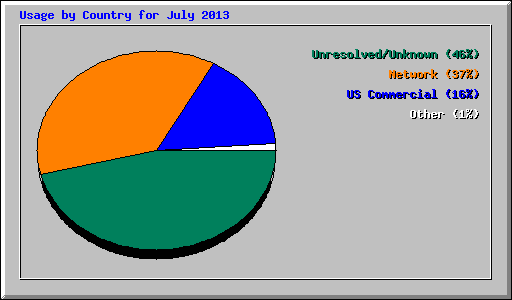 Usage by Country for July 2013
Unresolved/Unknown (46%)
Network (37%)
US Commercial (16%)
Other (1%)